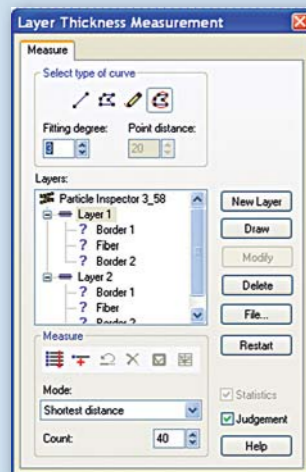 Layer Thickness Measurement
Measure
Select type of curve
Fitting degree: Point distance:
20
Layers:
Particle Inspector 3_58
Layer 1
Border 1
Fiber
Border 2
Layer 2
Border 1
Fiber
Border 2
New Layer
Draw
Modify
Delete
File...
Restart
Measure
Mode:
Shortest distance
Count: 40
Statistics
Judgement
Help